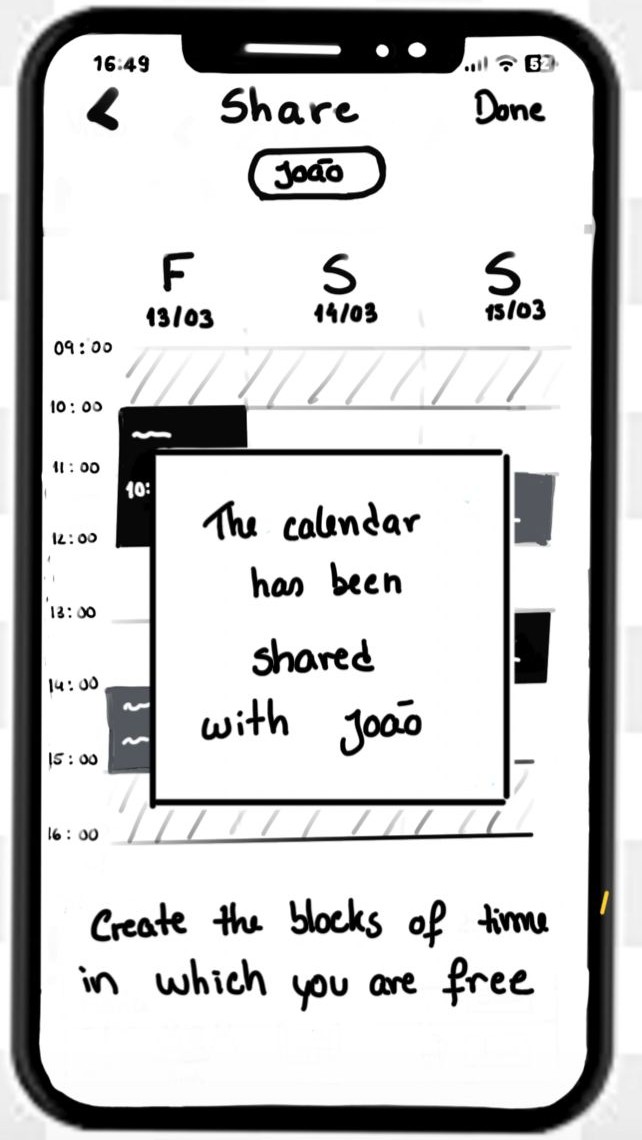 16:49 52
< Share Done
João
F S S
13/03 14/03 15/03
09:00
10:00
11:00
10:
12:00
13:00
14:00
15:00
16:00
The calendar
has been
shared
with João
Create the blocks of time
in which you are free